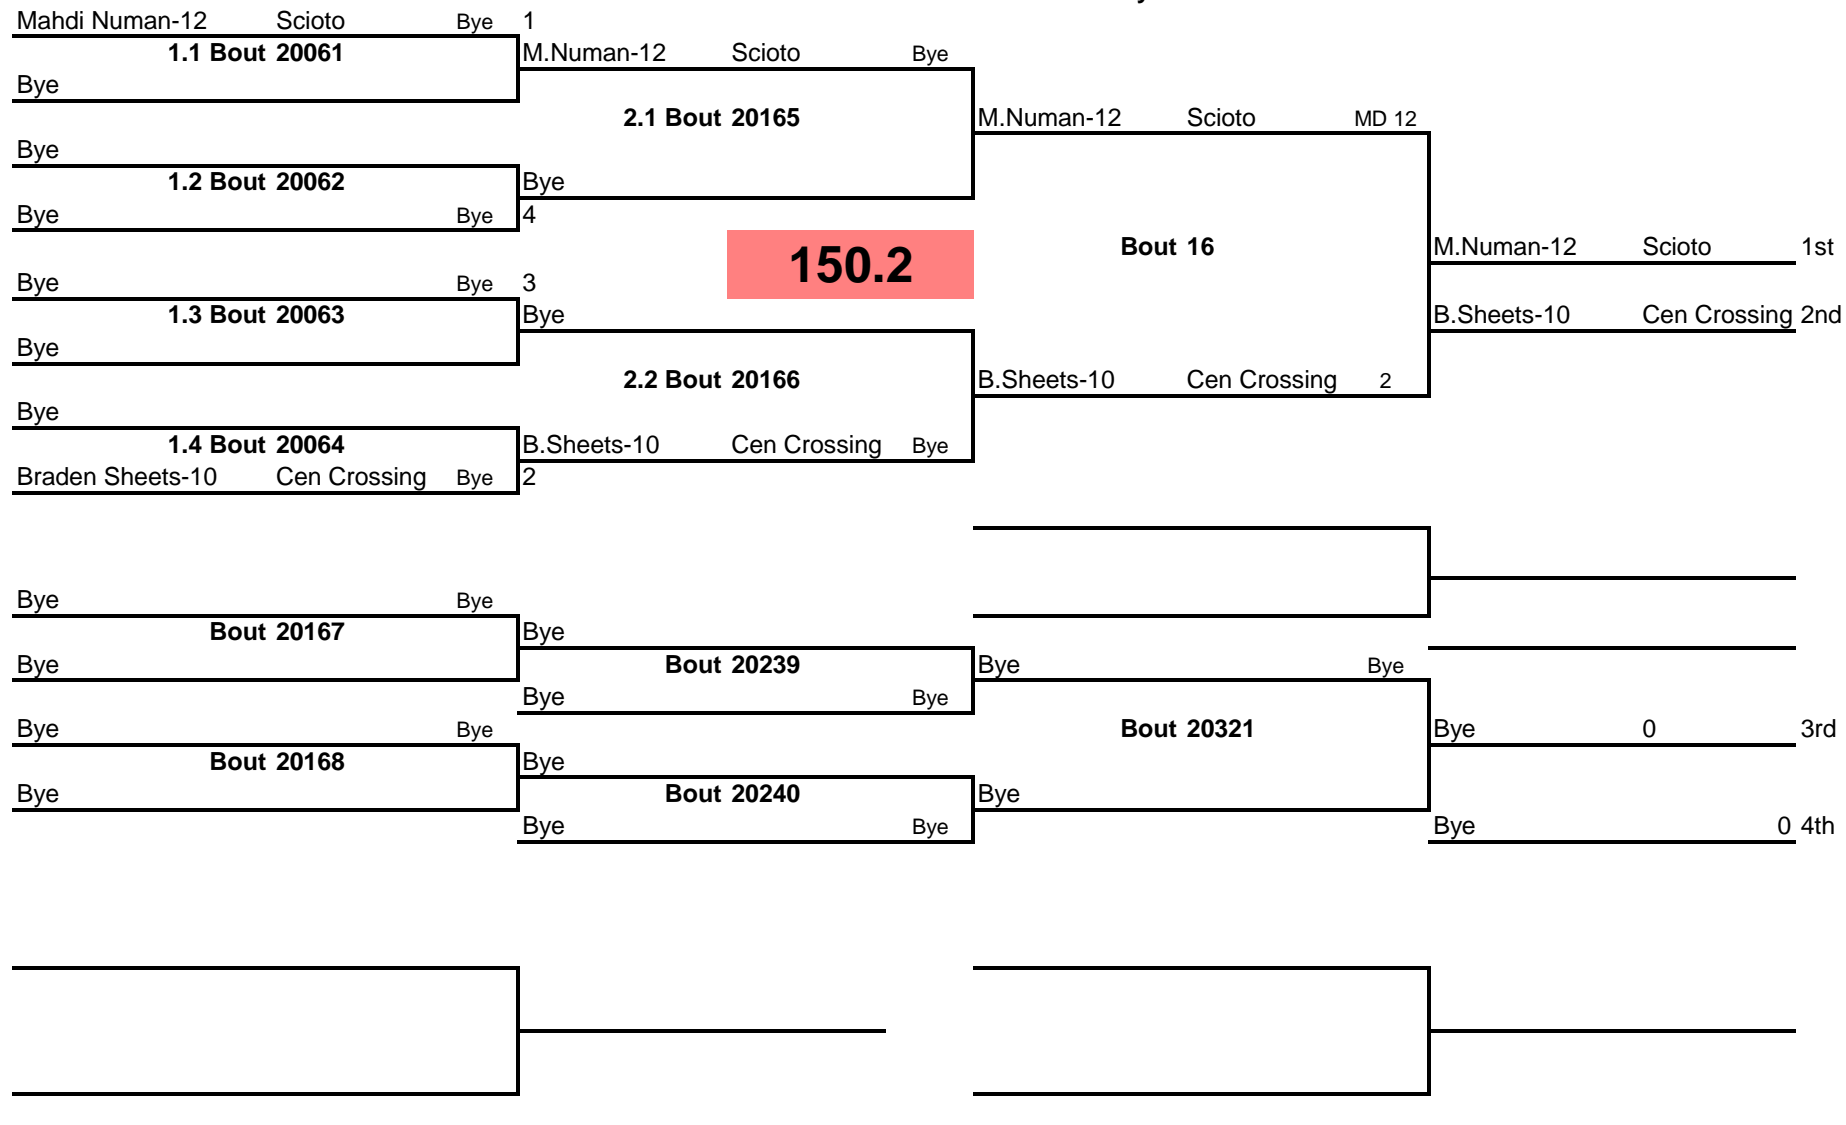 Mahdi Numan-12 Scioto Bye 1
1.1 Bout 20061 M.Numan-12 Scioto Bye
Bye
2.1 Bout 20165 M.Numan-12 Scioto MD 12
Bye
1.2 Bout 20062 Bye
Bye Bye 4
150.2 Bout 16 M.Numan-12 Scioto 1st
Bye Bye 3
1.3 Bout 20063 Bye B.Sheets-10 Cen Crossing 2nd
Bye
2.2 Bout 20166 B.Sheets-10 Cen Crossing 2
Bye
1.4 Bout 20064 B.Sheets-10 Cen Crossing Bye
Braden Sheets-10 Cen Crossing Bye 2
Bye Bye
Bout 20167 Bye
Bye Bout 20239 Bye Bye
Bye Bye
Bye Bye Bout 20321 Bye 0 3rd
Bout 20168 Bye
Bye Bout 20240 Bye
Bye Bye Bye 0 4th